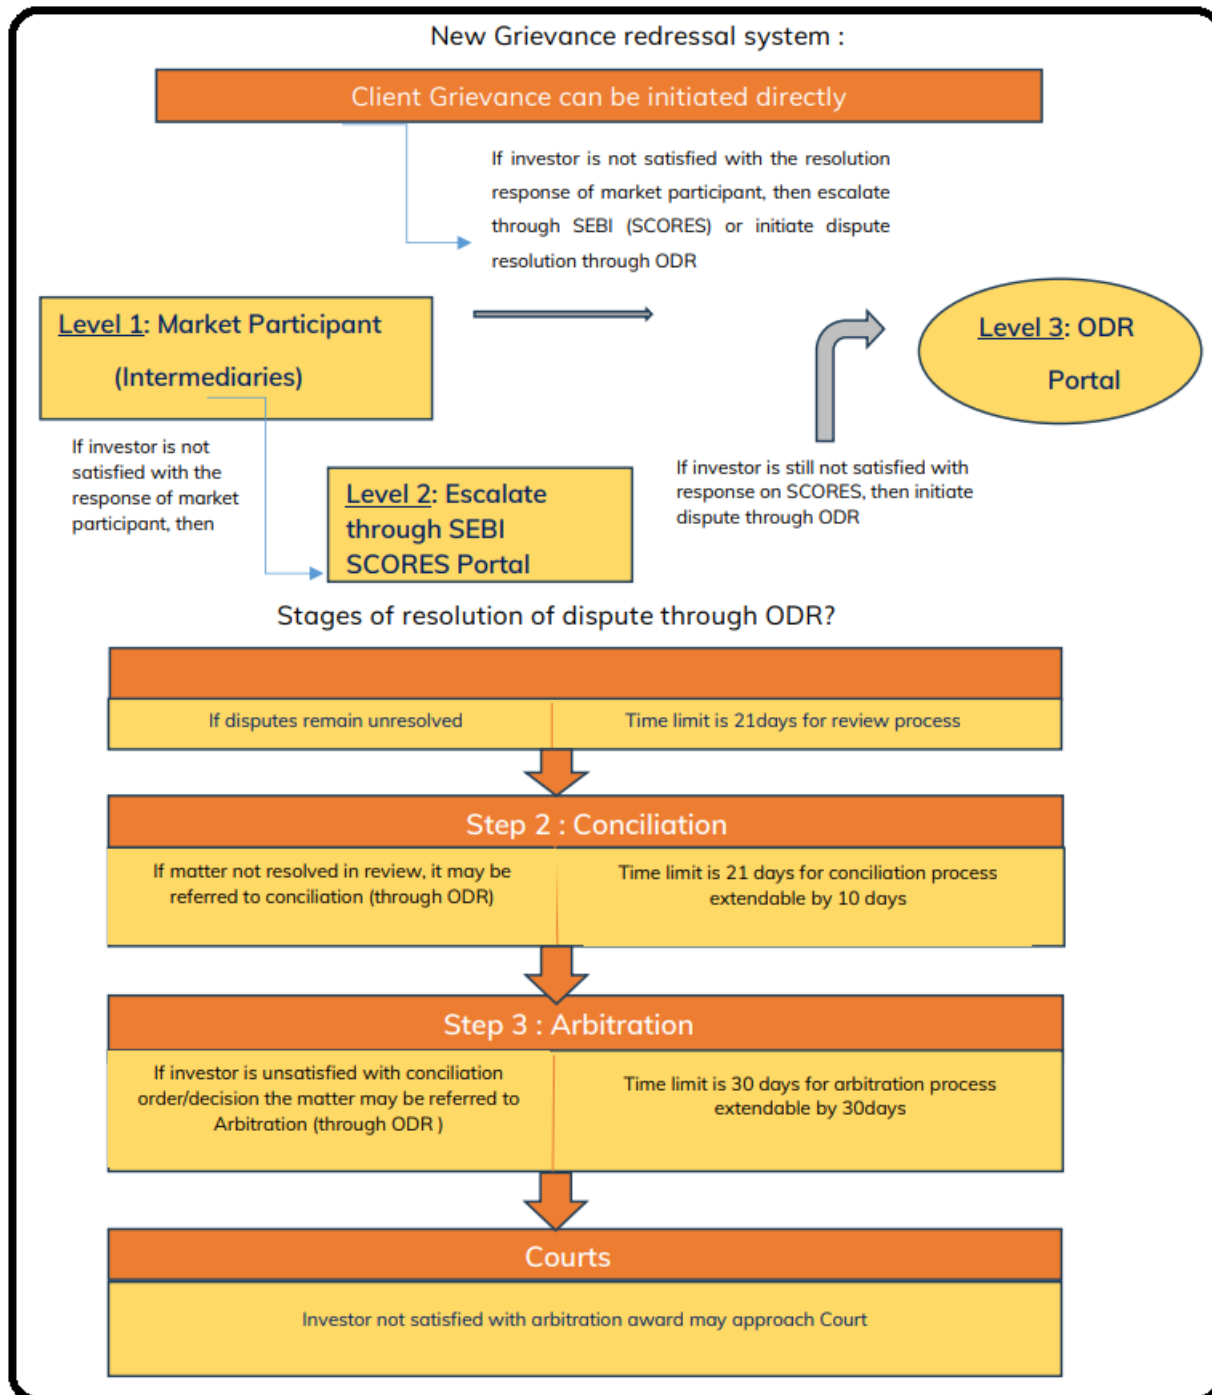 New Grievance redressal system :
Client Grievance can be initiated directly
If investor is not satisfied with the resolution
response of market participant, then escalate
through SEBI (SCORES) or initiate dispute
resolution through ODR
Level 1: Market Participant
(Intermediaries)
Level 3: ODR
Portal
If investor is not
satisfied with the
response of market
participant, then
Level 2: Escalate
through SEBI
SCORES Portal
If investor is still not satisfied with
response on SCORES, then initiate
dispute through ODR
Stages of resolution of dispute through ODR?
If disputes remain unresolved
Time limit is 21days for review process
Step 2 : Conciliation
If matter not resolved in review, it may be
referred to conciliation (through ODR)
Time limit is 21 days for conciliation process
extendable by 10 days
Step 3 : Arbitration
If investor is unsatisfied with conciliation
order/decision the matter may be referred to
Arbitration (through ODR )
Time limit is 30 days for arbitration process
extendable by 30days
Courts
Investor not satisfied with arbitration award may approach Court